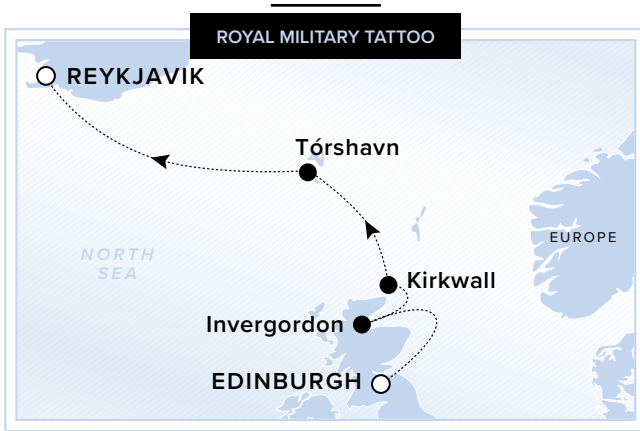 ROYAL MILITARY TATTOO
REYKJAVIK
Tórshavn
EUROPE
NORTH
SEA
Kirkwall
Invergordon
EDINBURGH